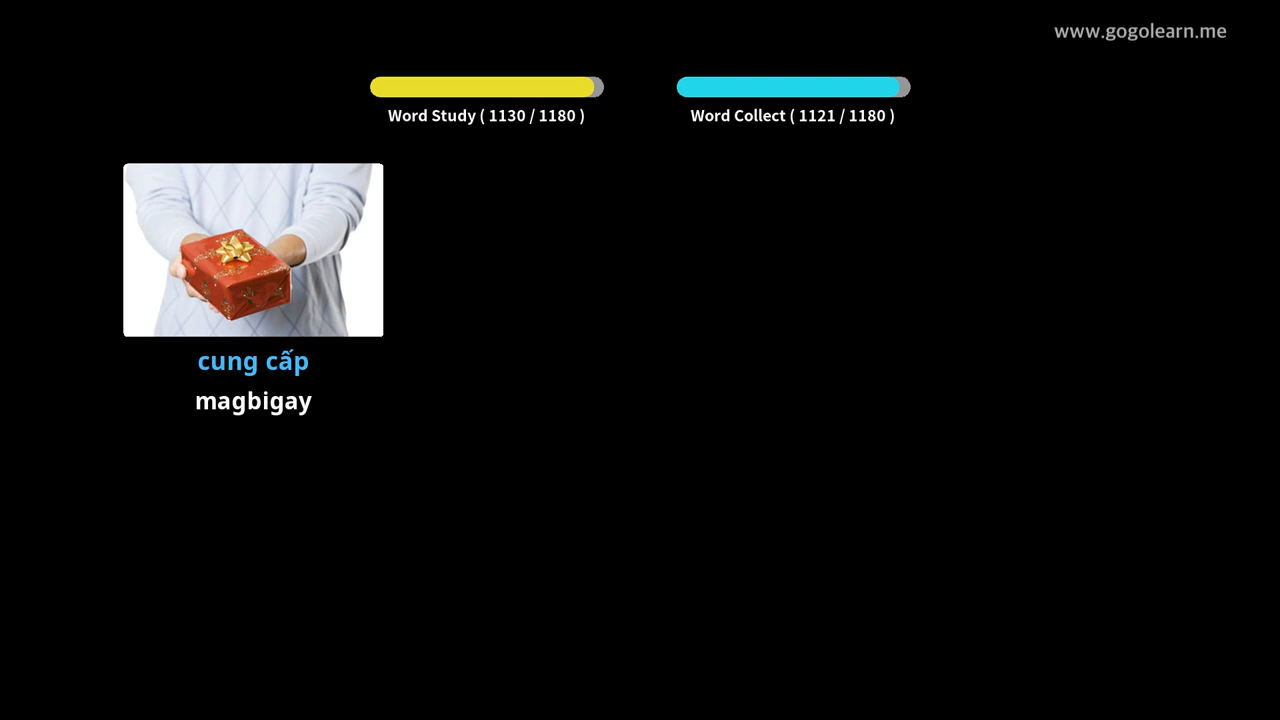 www.gogolearn.me
Word Study ( 1130 / 1180 )
Word Collect ( 1121 / 1180 )
cung cấp
magbigay